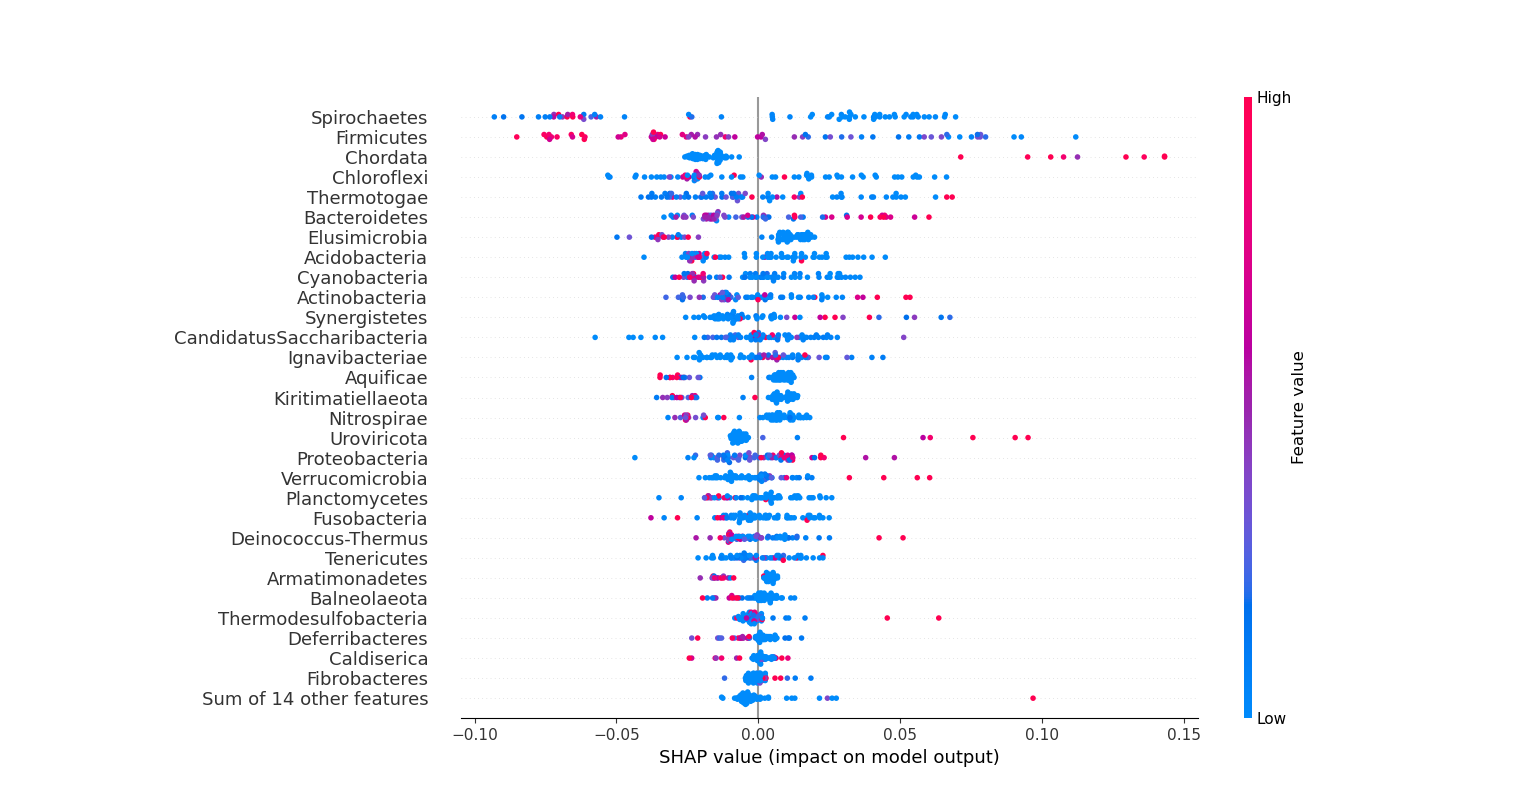 Spirochaetes
Firmicutes
Chordata
Chloroflexi
Thermotogae
Bacteroidetes
Elusimicrobia
Acidobacteria
Cyanobacteria
Actinobacteria
Synergistetes
CandidatusSaccharibacteria
Ignavibacteriae
Aquificae
Kiritimatiellaeota
Nitrospirae
Uroviricota
Proteobacteria
Verrucomicrobia
Planctomycetes
Fusobacteria
Deinococcus-Thermus
Tenericutes
Armatimonadetes
Balneolaeota
Thermodesulfobacteria
Deferribacteres
Caldiserica
Fibrobacteres
Sum of 14 other features
−0.10 −0.05 0.00 0.05 0.10 0.15
SHAP value (impact on model output)
High
Feature value
Low